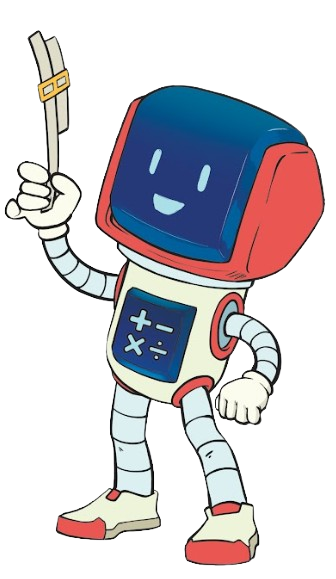 + −
× ÷